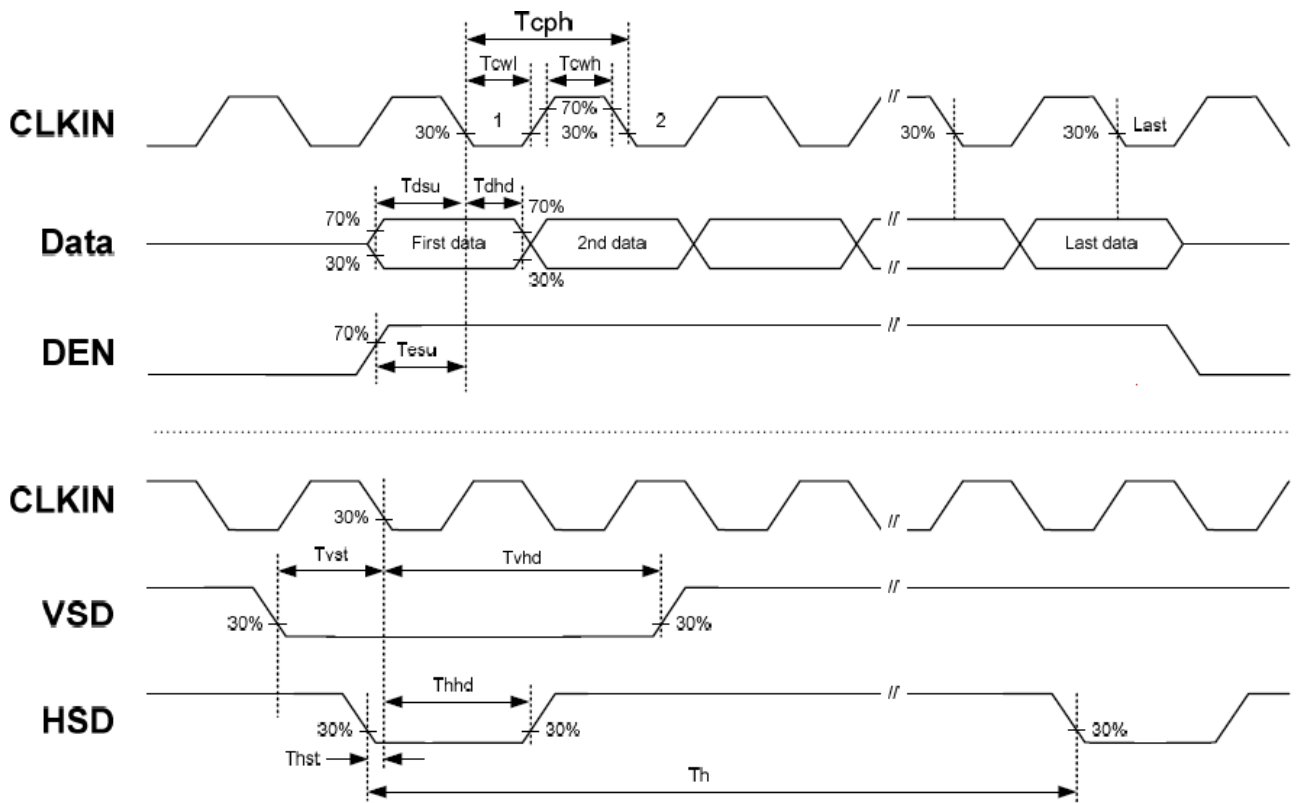 Tcph
Tcwl Tcwh
CLKIN 30% 1 70% 30% 2 // 30% 30% Last
Tdsu Tdhd
70% 70%
Data First data 2nd data // // Last data
30% 30%
DEN 70% //
Tesu
CLKIN 30% //
Tvst Tvhd //
VSD 30% 30%
Thhd //
HSD 30% 30% 30%
Thst
Th